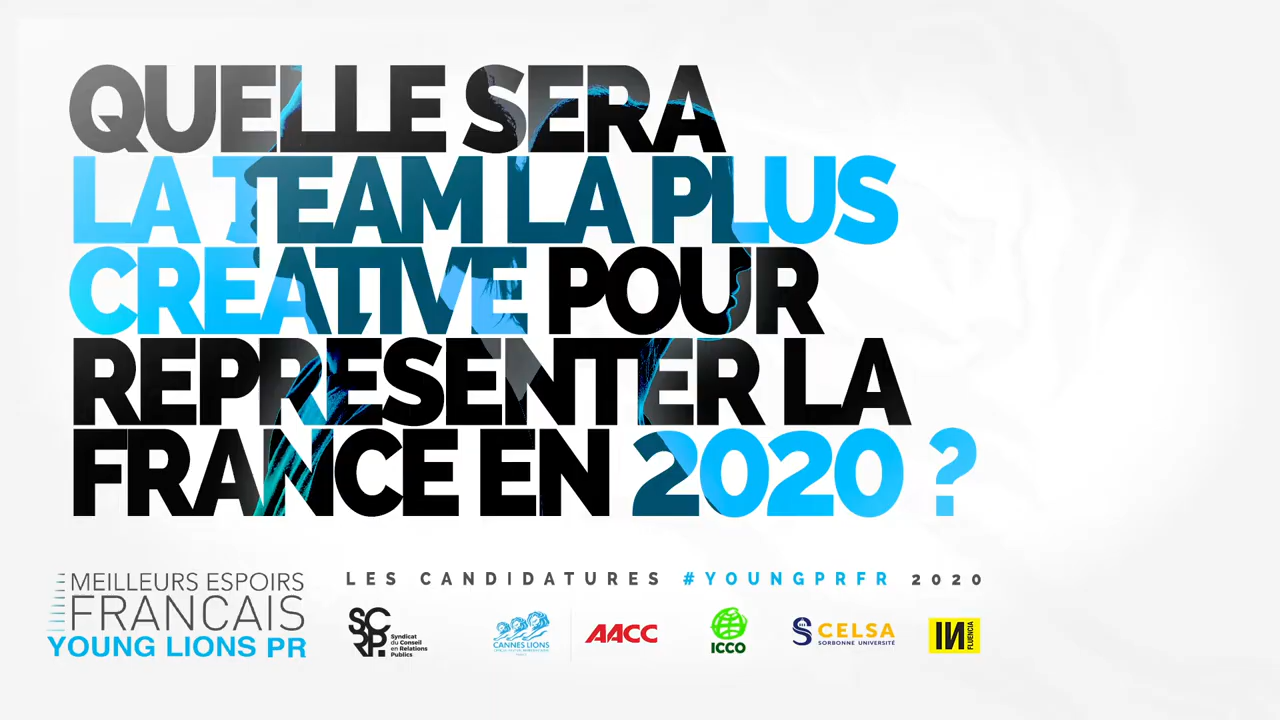 QUELLE SERA
LA TEAM LA PLUS
CREATIVE POUR
REPRESENTER LA
FRANCE EN 2020 ?
MEILLEURS ESPOIRS
FRANCAIS
YOUNG LIONS PR
LES CANDIDATURES #YOUNGPRFR 2020
SCRP.
Syndicat
du Conseil
en Relations
Publics
CANNES LIONS
AACC
ICCO
CELSA
SORBONNE UNIVERSITÉ
IN
FLUENCIA